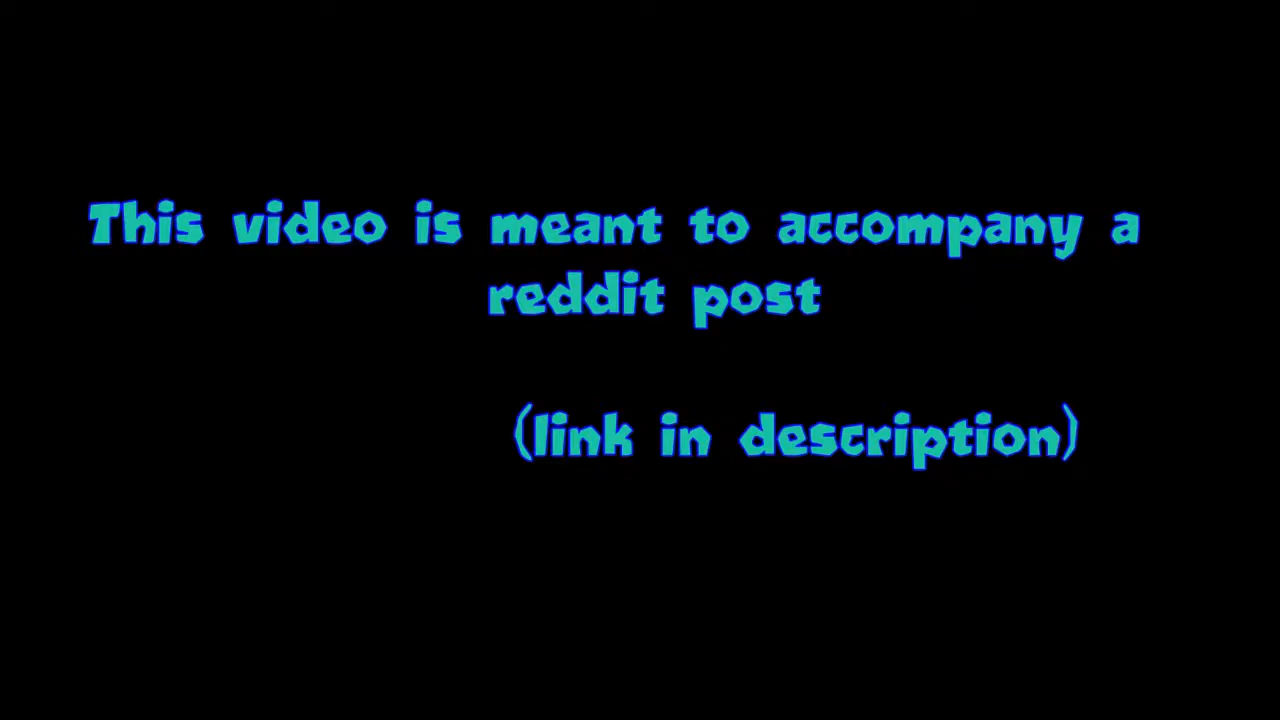 This video is meant to accompany a
reddit post
(link in description)